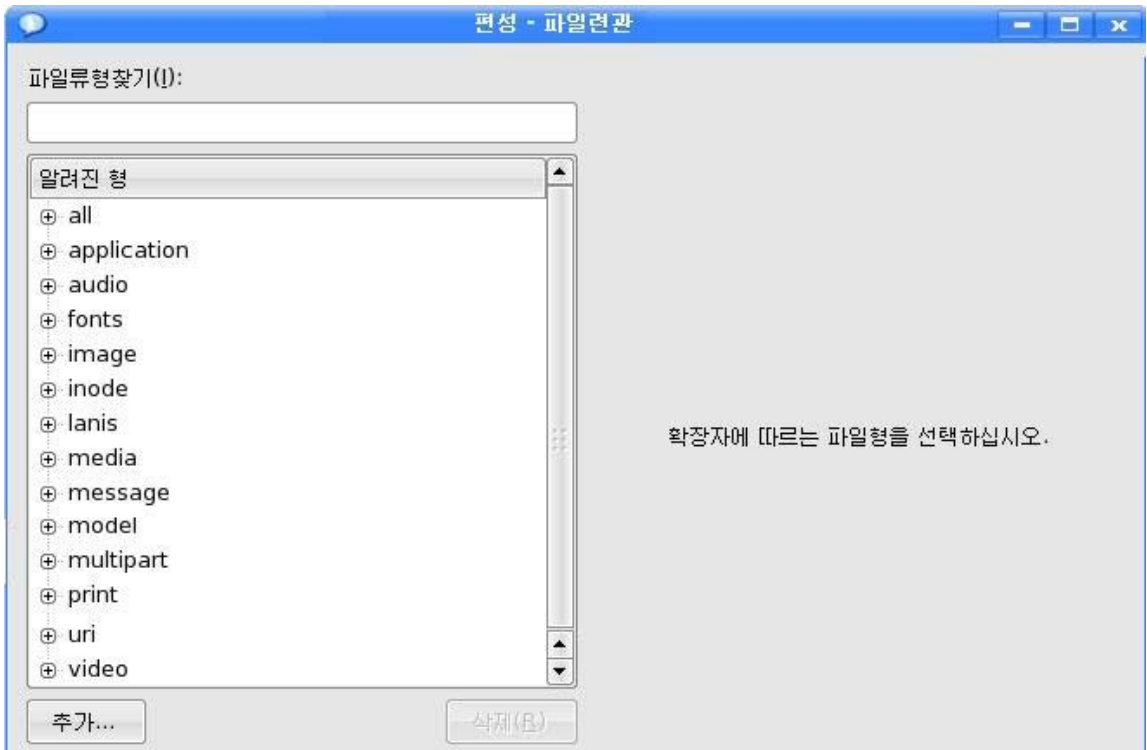 편성 - 파일련관
파일류형찾기(I):
알려진 형
all
application
audio
fonts
image
inode
lanis
media
message
model
multipart
print
uri
video
확장자에 따르는 파일형을 선택하십시오.
추가...
삭제(R)